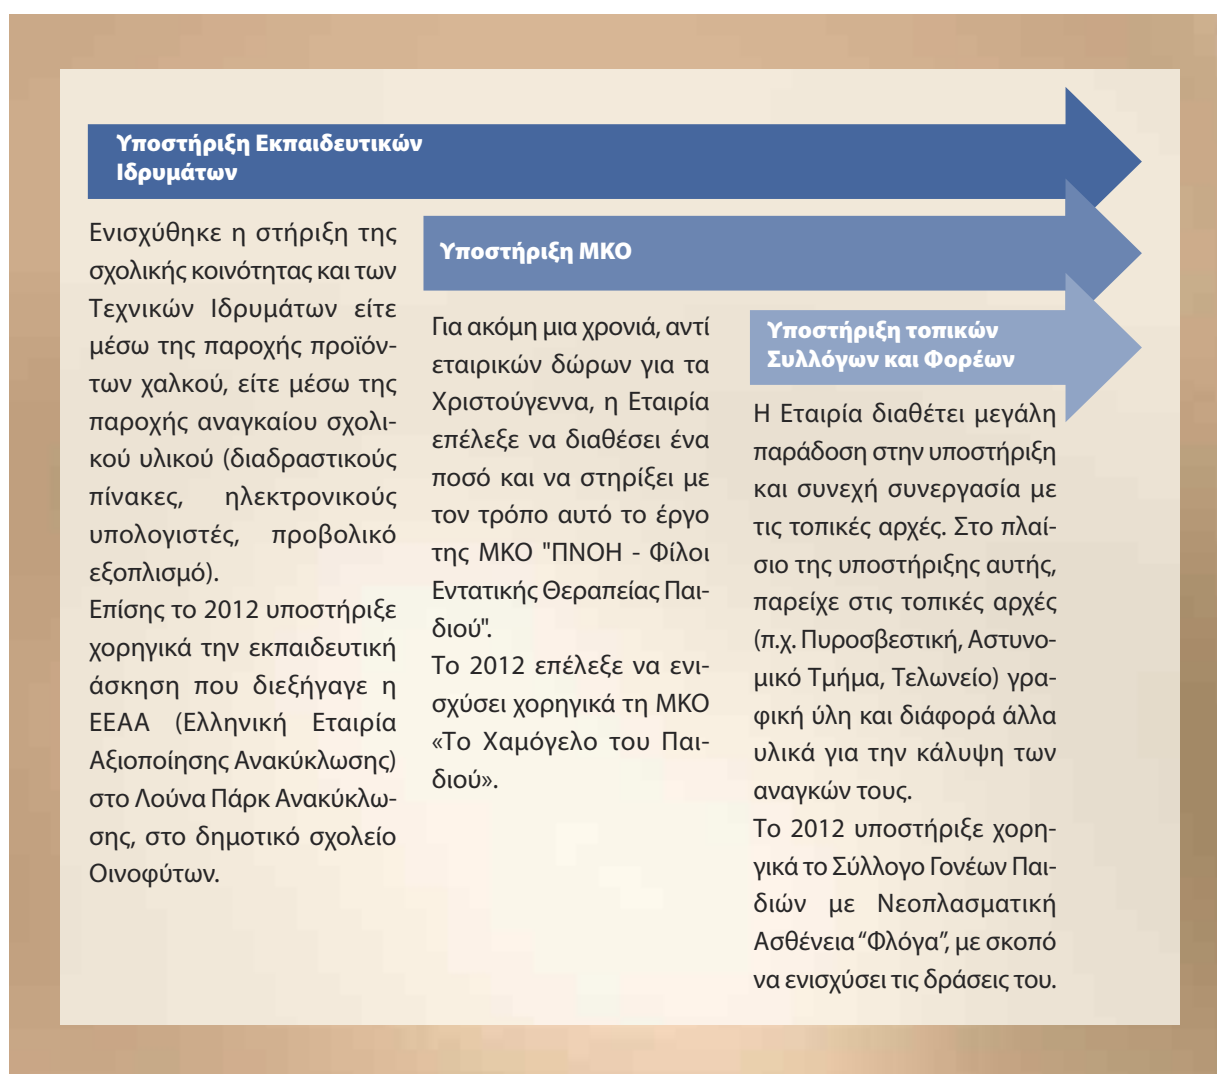 Υποστήριξη Εκπαιδευτικών
Ιδρυμάτων
Ενισχύθηκε η στήριξη της
σχολικής κοινότητας και των
Τεχνικών Ιδρυμάτων είτε
μέσω της παροχής προϊόν-
των χαλκού, είτε μέσω της
παροχής αναγκαίου σχολι-
κού υλικού (διαδραστικούς
πίνακες, ηλεκτρονικούς
υπολογιστές, προβολικό
εξοπλισμό).
Επίσης το 2012 υποστήριξε
χορηγικά την εκπαιδευτική
άσκηση που διεξήγαγε η
ΕΕΑΑ (Ελληνική Εταιρία
Αξιοποίησης Ανακύκλωσης)
στο Λούνα Πάρκ Ανακύκλω-
σης, στο δημοτικό σχολείο
Οινοφύτων.
Υποστήριξη ΜΚΟ
Για ακόμη μια χρονιά, αντί
εταιρικών δώρων για τα
Χριστούγεννα, η Εταιρία
επέλεξε να διαθέσει ένα
ποσό και να στηρίξει με
τον τρόπο αυτό το έργο
της ΜΚΟ "ΠΝΟΗ - Φίλοι
Εντατικής Θεραπείας Παι-
διού".
Το 2012 επέλεξε να ενι-
σχύσει χορηγικά τη ΜΚΟ
«Το Χαμόγελο του Παι-
διού».
Υποστήριξη τοπικών
Συλλόγων και Φορέων
Η Εταιρία διαθέτει μεγάλη
παράδοση στην υποστήριξη
και συνεχή συνεργασία με
τις τοπικές αρχές. Στο πλαί-
σιο της υποστήριξης αυτής,
παρείχε στις τοπικές αρχές
(π.χ. Πυροσβεστική, Αστυνο-
μικό Τμήμα, Τελωνείο) γρα-
φική ύλη και διάφορά άλλα
υλικά για την κάλυψη των
αναγκών τους.
Το 2012 υποστήριξε χορη-
γικά το Σύλλογο Γονέων Παι-
διών με Νεοπλασματική
Ασθένεια “Φλόγα”, με σκοπό
να ενισχύσει τις δράσεις του.